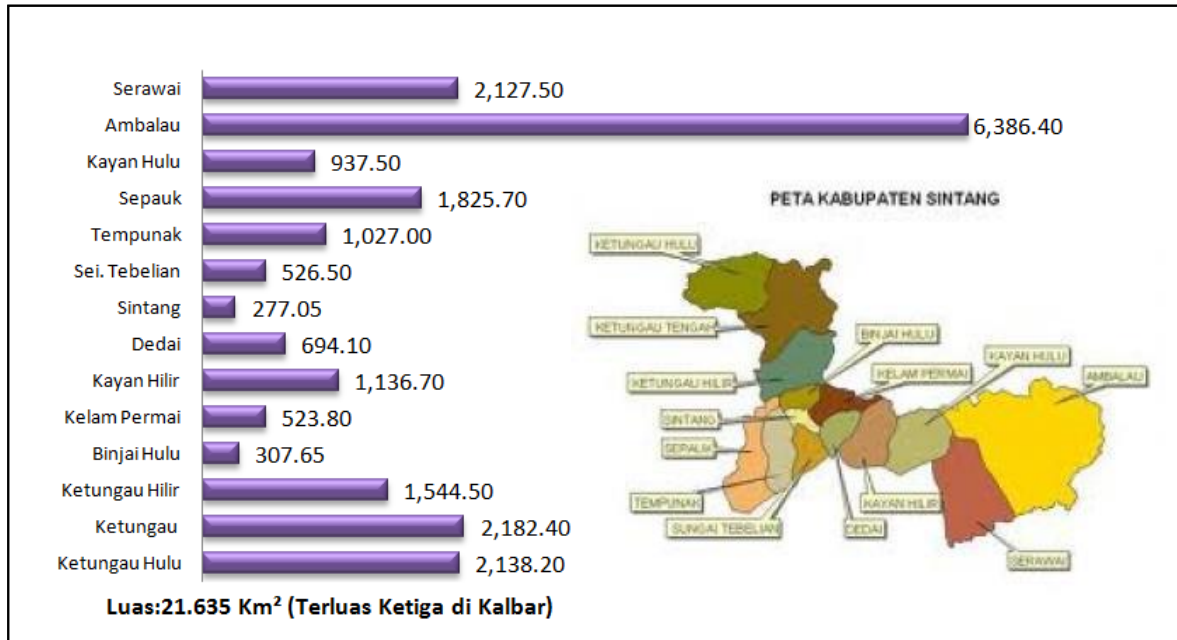 Serawai 2,127.50
Ambalau 6,386.40
Kayan Hulu 937.50
Sepauk 1,825.70
Tempunak 1,027.00
Sei. Tebelian 526.50
Sintang 277.05
Dedai 694.10
Kayan Hilir 1,136.70
Kelam Permai 523.80
Binjai Hulu 307.65
Ketungau Hilir 1,544.50
Ketungau 2,182.40
Ketungau Hulu 2,138.20
Luas:21.635 Km² (Terluas Ketiga di Kalbar)
PETA KABUPATEN SINTANG
KETUNGAU HULU
KETUNGAU TENGAH
BINJAI HULU
KAYAN HULU
KETUNGAU HILIR
KELAM PERMAI
AMBALAU
SINTANG
SEPAUK
TEMPUNAK
KAYAN HILIR
SUNGAI TEBELIAN
DEDAI
SERAWAI